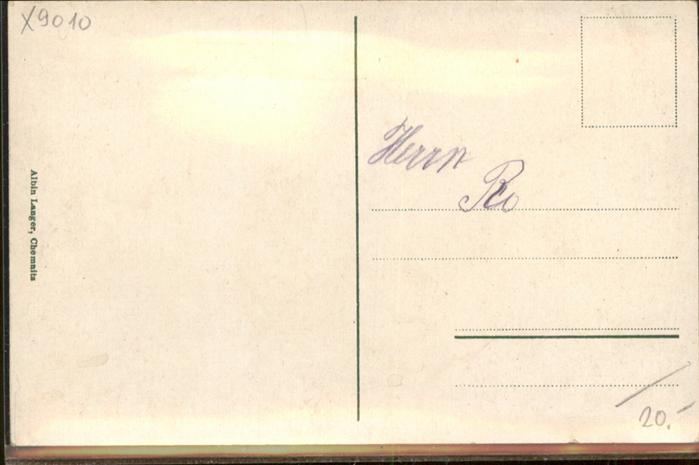 X9010
Albin Langer, Chemnitz
Herrn
Ro
20.-